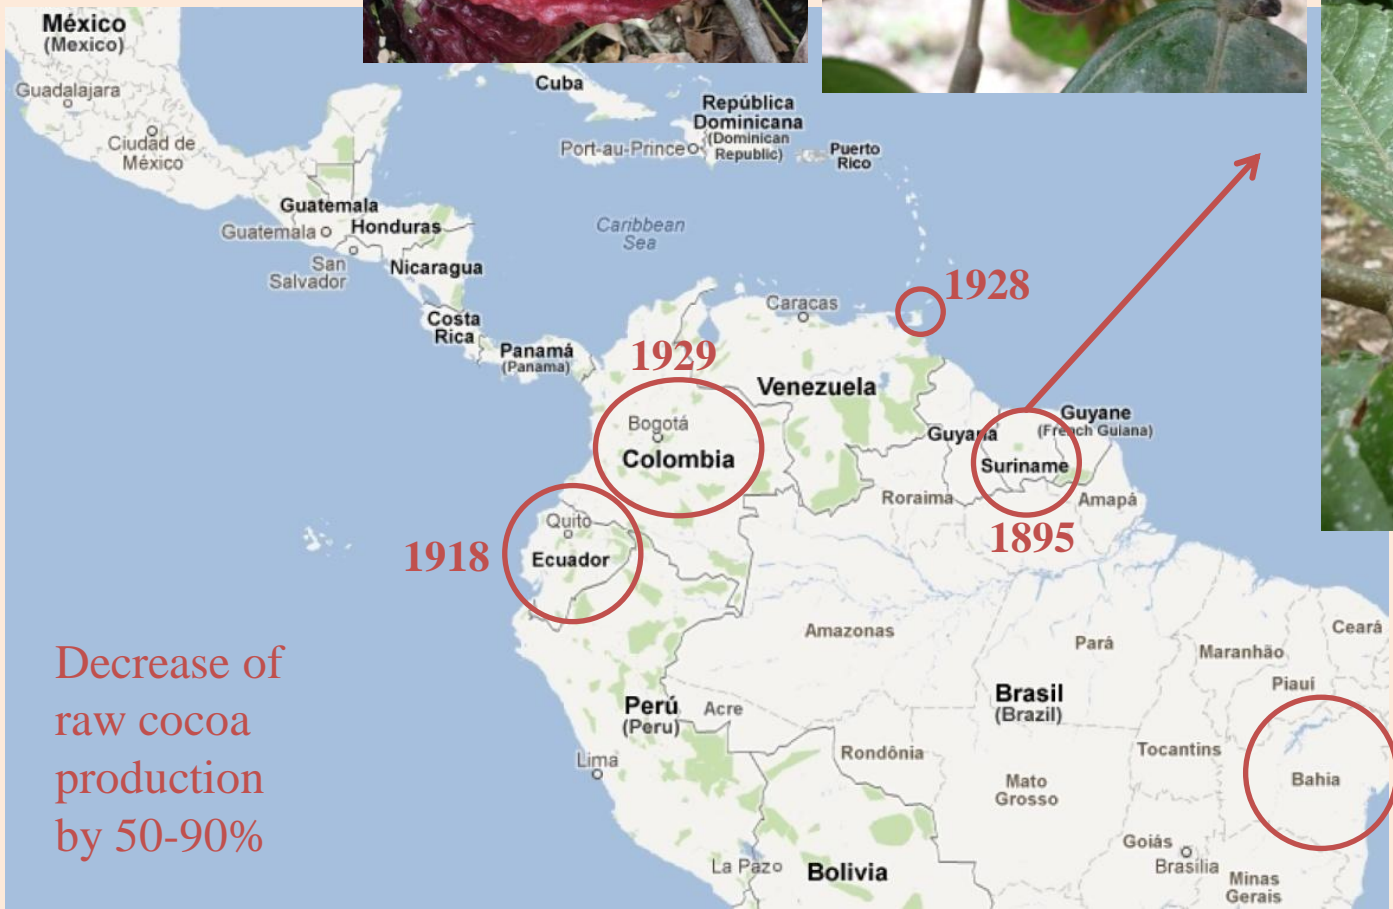 México
(Mexico)
Guadalajara
Ciudad de
México
Cuba
República
Dominicana
(Dominican
Republic)
Port-au-Prince
Puerto
Rico
Guatemala
Honduras
Guatemala
San
Salvador
Nicaragua
Caribbean
Sea
Costa
Rica
Panamá
(Panama)
Caracas
1928
1929
Venezuela
Bogotá
Colombia
Guyana
Guyane
(French Guiana)
Suriname
Roraima
Amapá
1895
Quito
Ecuador
1918
Amazonas
Pará
Ceará
Maranhão
Piauí
Decrease of
raw cocoa
production
by 50-90%
Perú
(Peru)
Acre
Brasil
(Brazil)
Lima
Rondônia
Tocantins
Mato
Grosso
Bahia
La Paz
Bolivia
Goiás
Brasília
Minas
Gerais